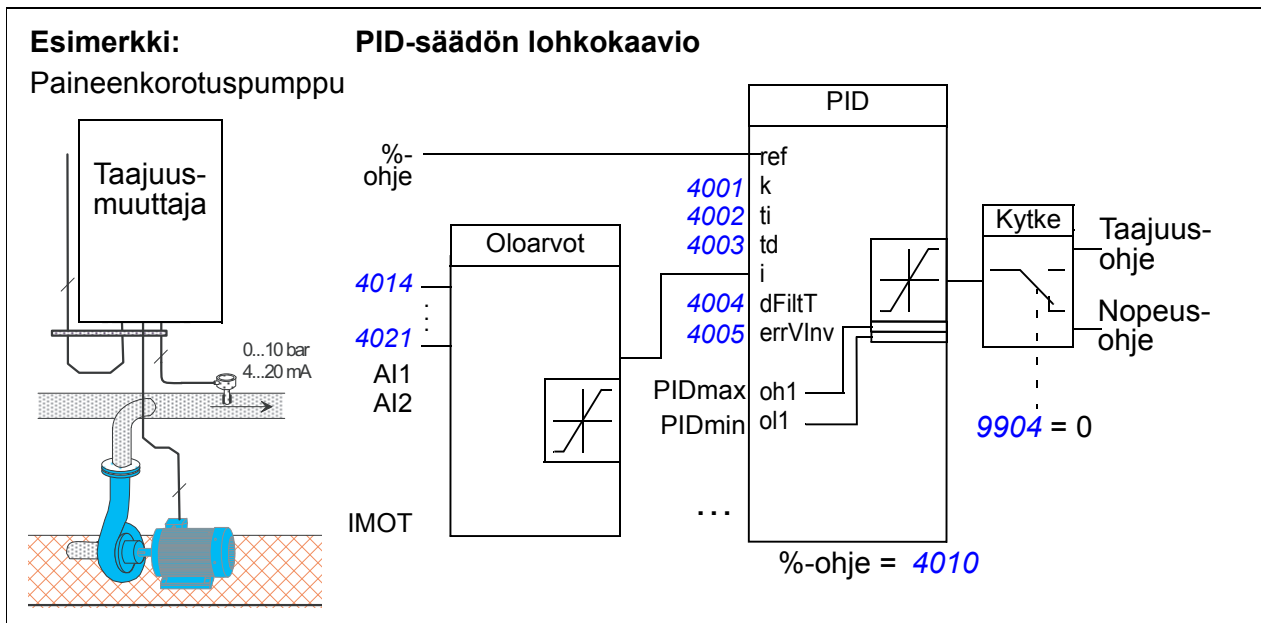 Esimerkki:
PID-säädön lohkokaavio
Paineenkorotuspumppu
Taajuus-
muuttaja
0...10 bar
4...20 mA
%-
ohje
Oloarvot
4014
4021
AI1
AI2
IMOT
PID
ref
4001 k
4002 ti
4003 td
i
4004 dFiltT
4005 errVInv
PIDmax oh1
PIDmin ol1
...
%-ohje = 4010
Kytke
Taajuus-
ohje
Nopeus-
ohje
9904 = 0